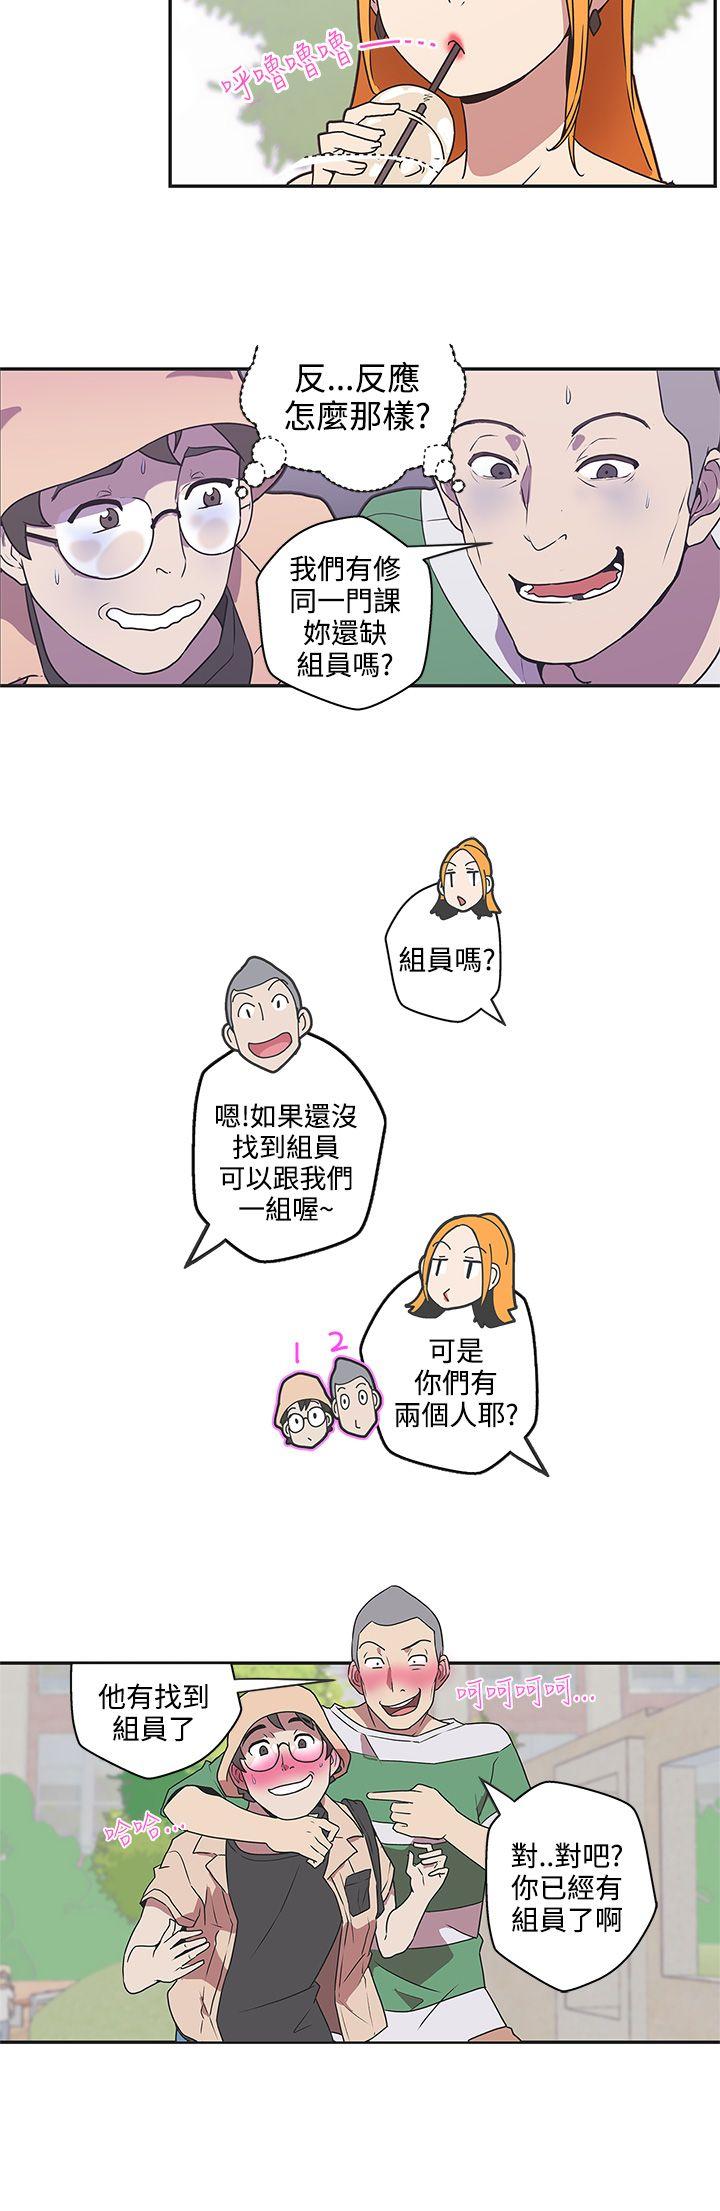 呼嚕嚕嚕
反...反應
怎麼那樣?
我們有修
同一門課
妳還缺
組員嗎?
組員嗎?
嗯!如果還沒
找到組員
可以跟我們
一組喔~
1 2
可是
你們有
兩個人耶?
他有找到
組員了
呵呵呵呵...
哈哈...
對..對吧?
你已經有
組員了啊